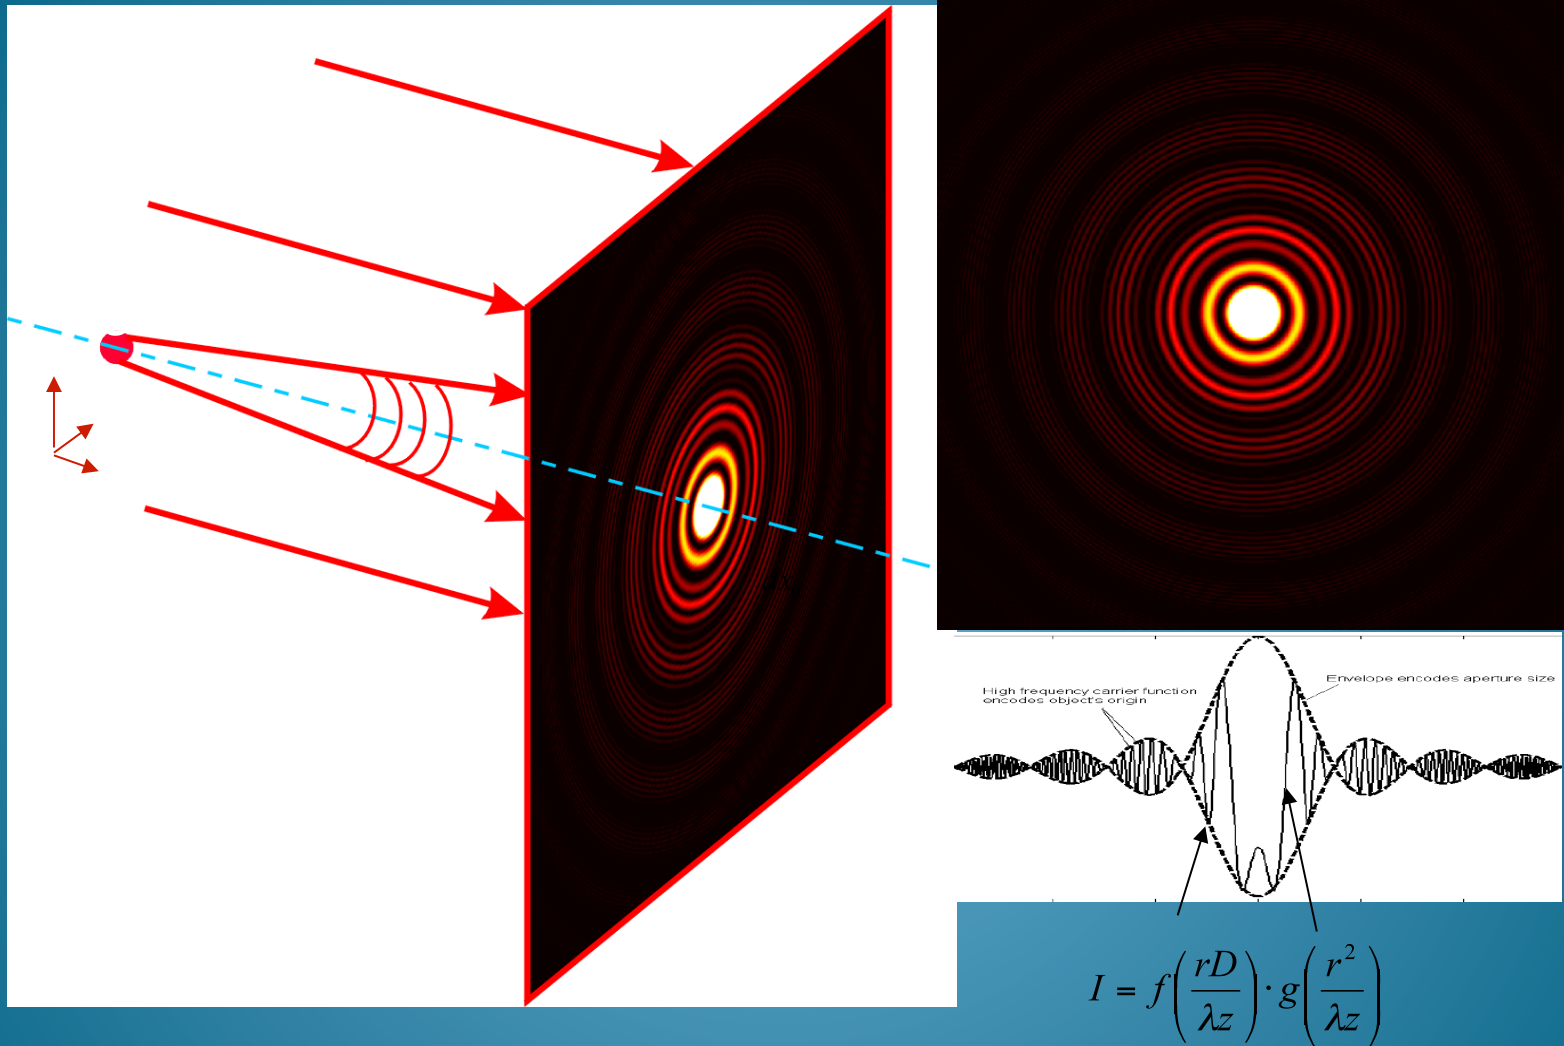 High frequency carrier function
encodes object's origin
Envelope encodes aperture size
I = f(rD/λz) · g(r²/λz)